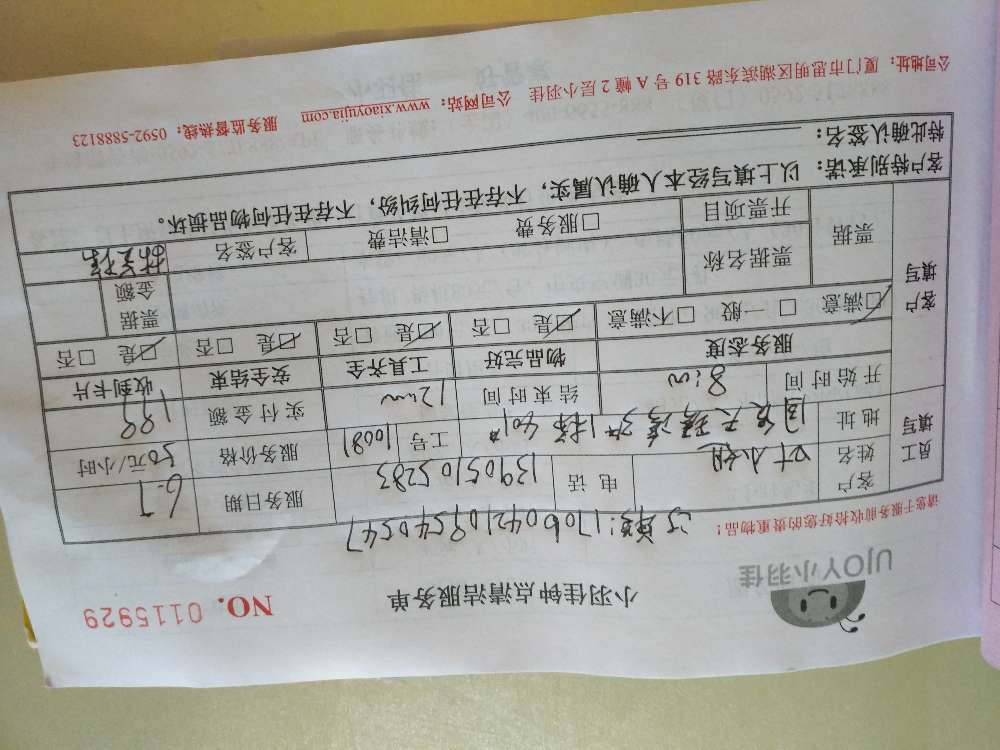 UJOY小羽佳
小羽佳钟点清洁服务单
NO. 0115929
请您于服务前收拾好您的贵重物品！
170604210954540547
员工填写
客户姓名 叶小姐 电话 13905105283 服务日期 6-7
地址 401 工号 10081 服务价格 50元/小时
开始时间 8:00 结束时间 12:00 实付金额 199
客户填写
服务态度 物品完好 工具齐全 安全结束 收到卡片
☑满意 □一般 □不满意 ☑是 □否 ☑是 □否 ☑是 □否 ☑是 □否
票据 票据名称 票据金额
开票项目 □服务费 □清洁费 客户签名
客户特别承诺：以上填写经本人确认属实，不存在任何纠纷，不存在任何物品损坏。
特此确认签名：
公司地址：厦门市思明区湖滨东路319号A幢2层小羽佳 公司网站：www.xiaoyujia.com 服务监督热线：0592-5888123